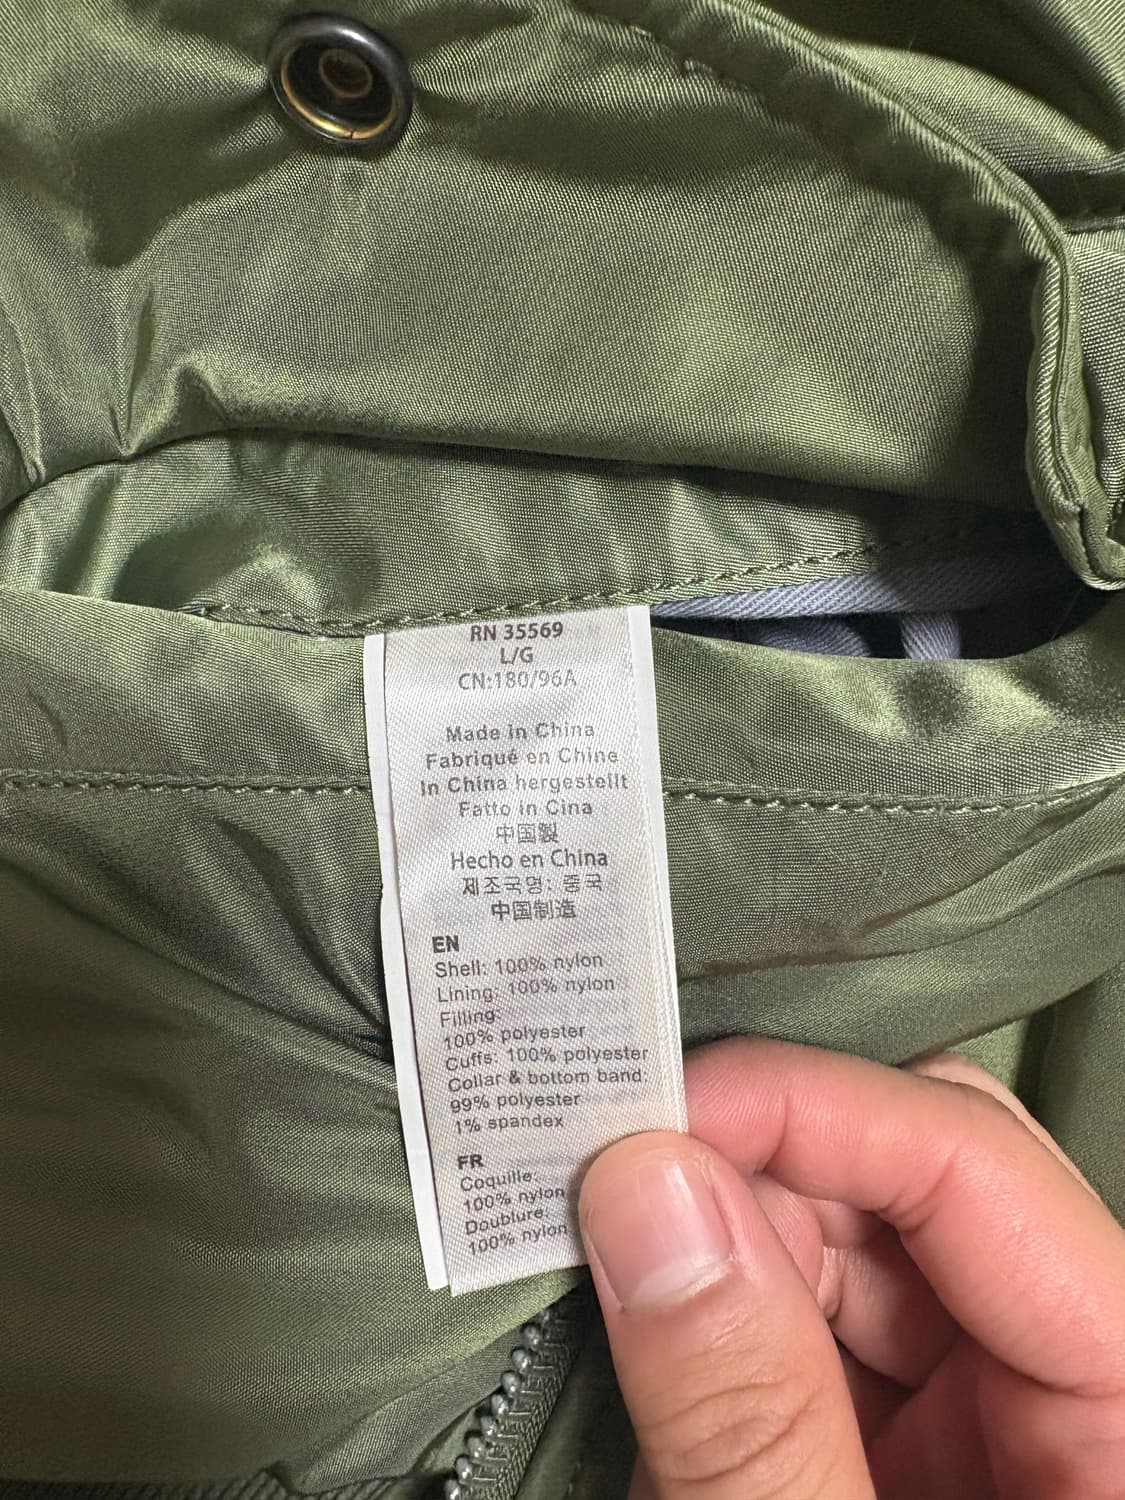 RN 35569
L/G
CN:180/96A
Made in China
Fabriqué en Chine
In China hergestellt
Fatto in Cina
中国製
Hecho en China
제조국명: 중국
中国制造
EN
Shell: 100% nylon
Lining: 100% nylon
Filling:
100% polyester
Cuffs: 100% polyester
Collar & bottom band:
99% polyester
1% spandex
FR
Coquille:
100% nylon
Doublure:
100% nylon